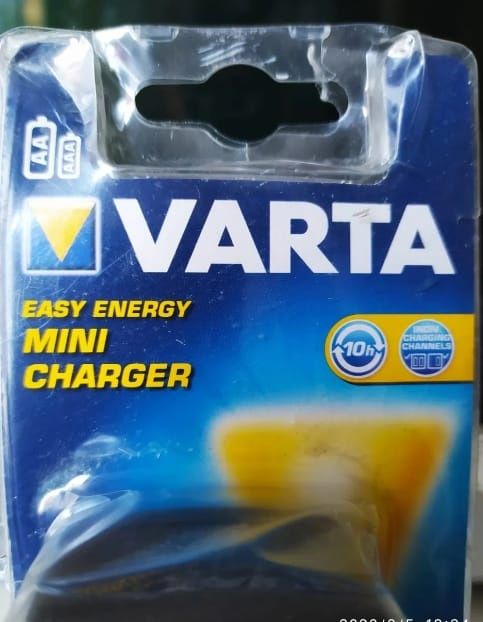 AA
AAA
VARTA
EASY ENERGY
MINI
CHARGER
10h
INDIV.
CHARGING
CHANNELS